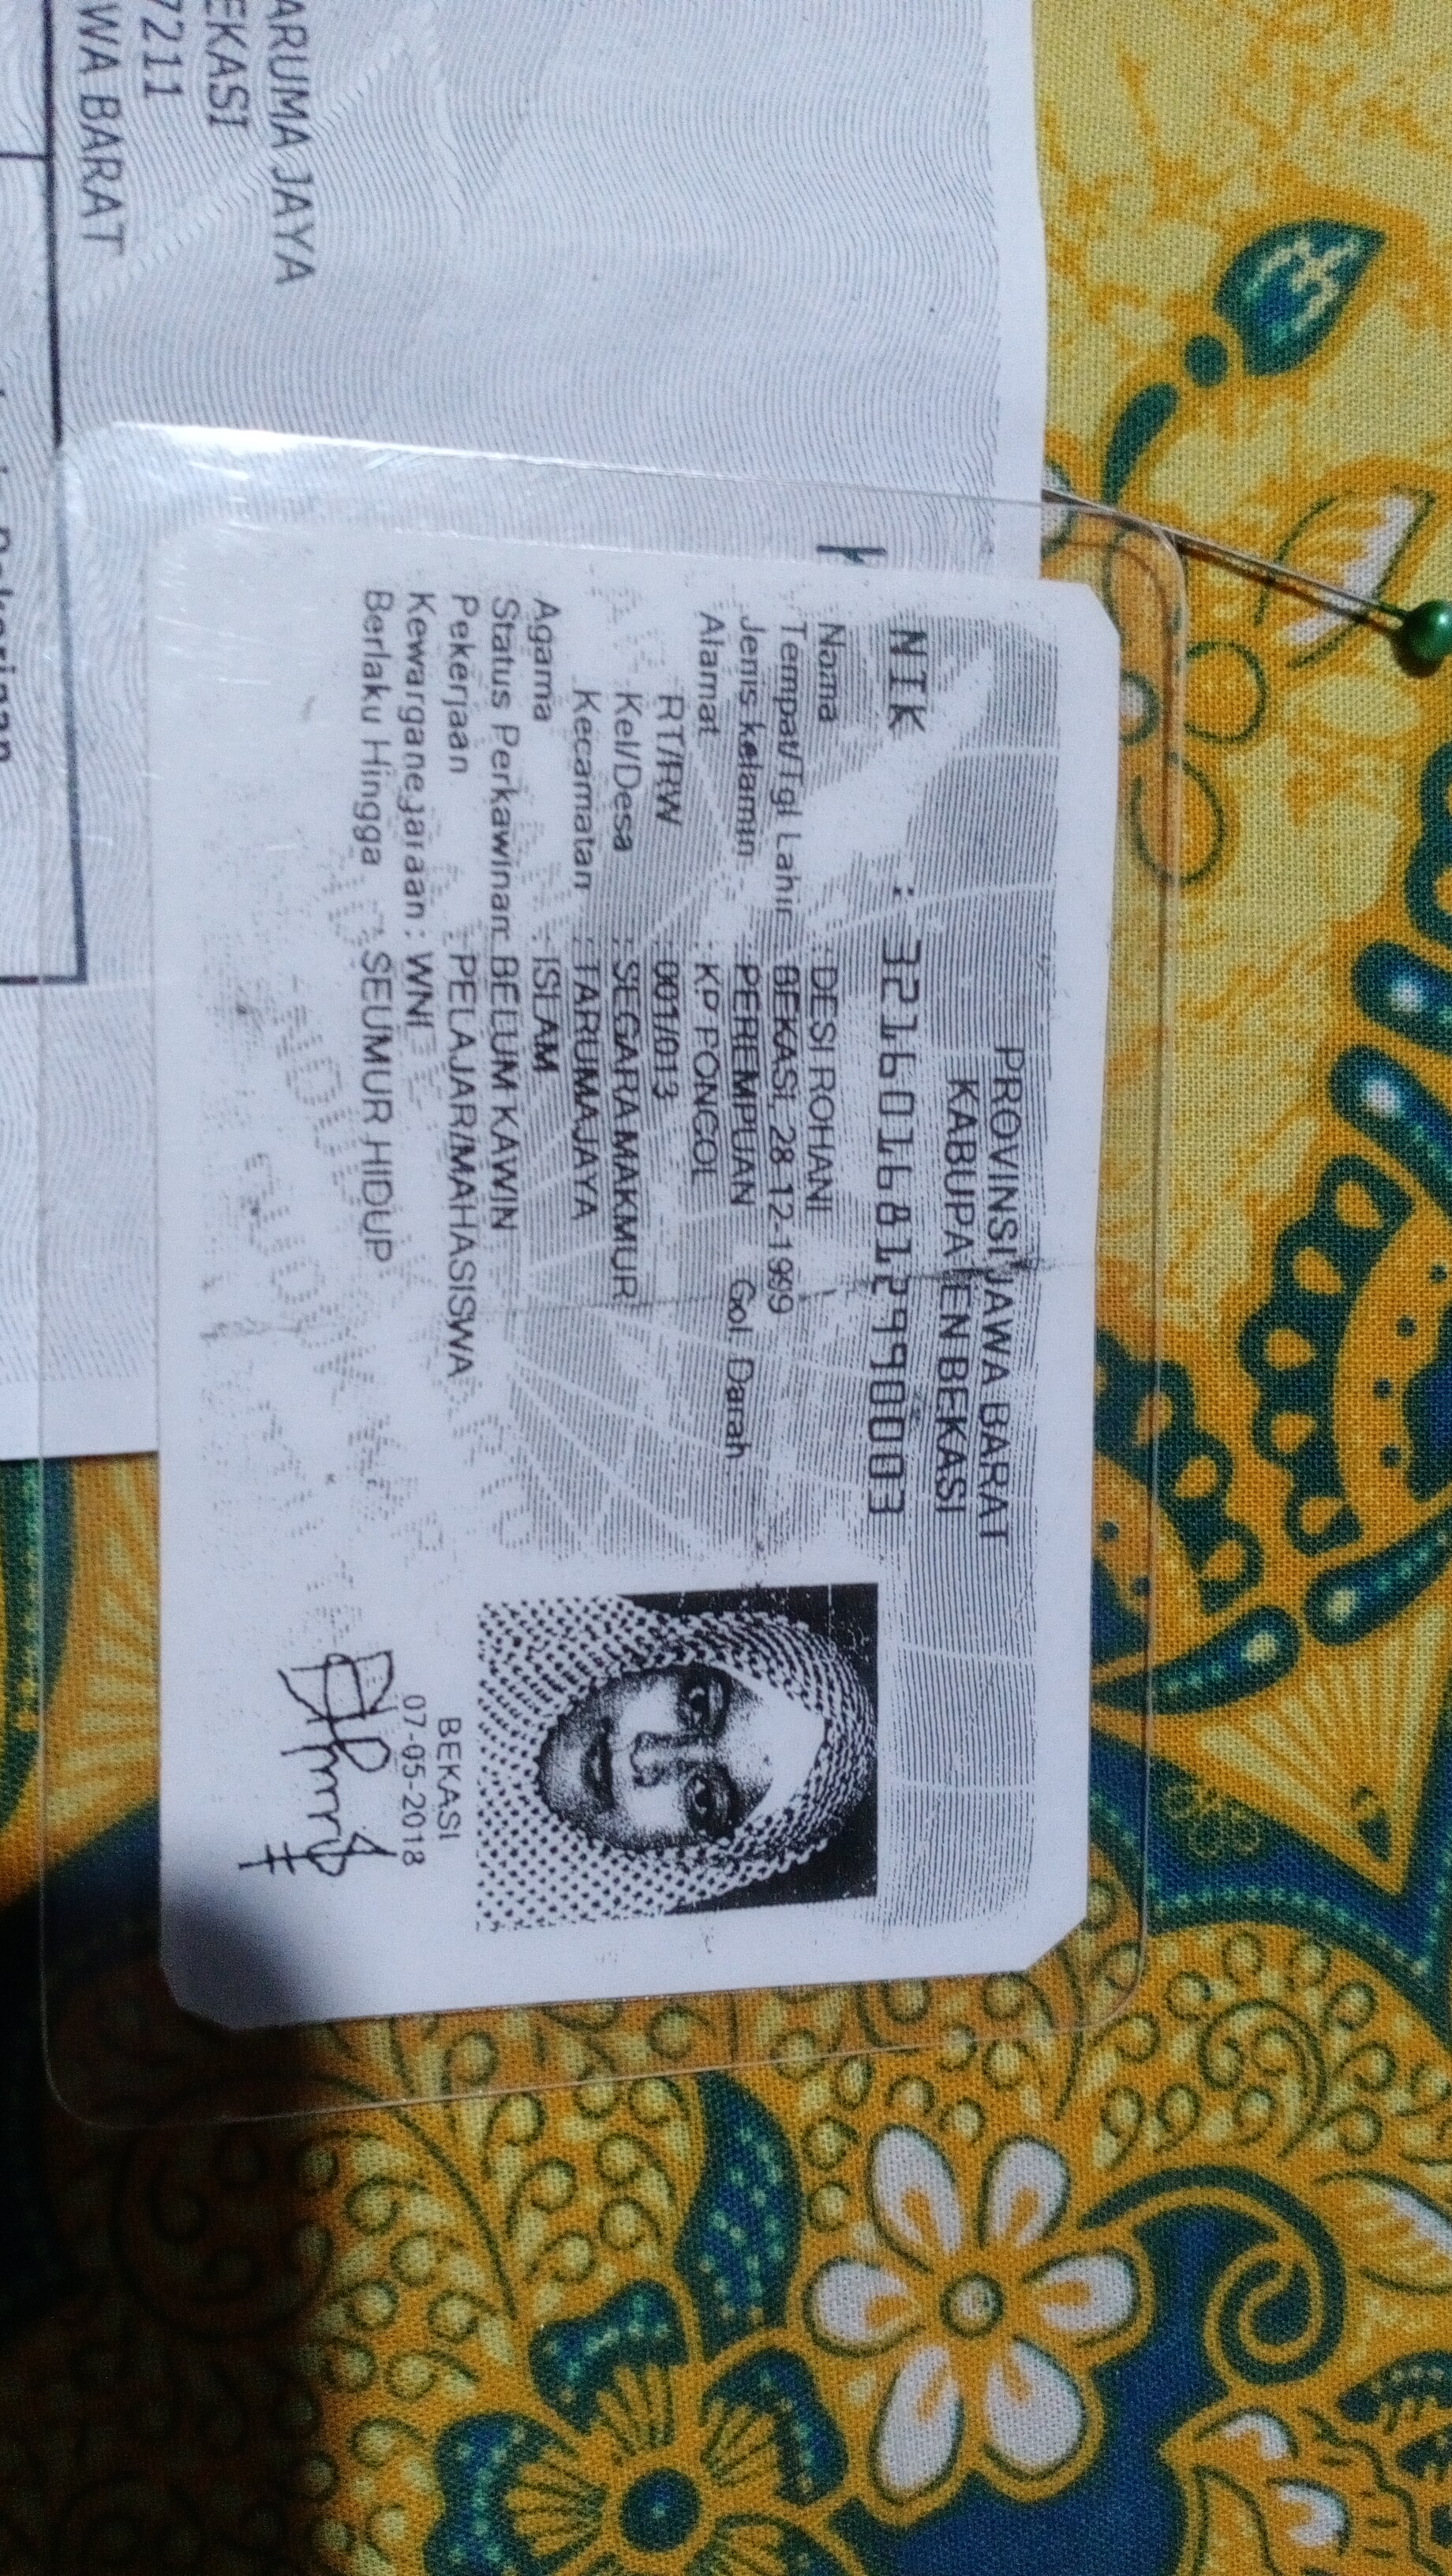 ARUMA JAYA
EKASI
7211
WA BARAT
PROVINSI JAWA BARAT
KABUPATEN BEKASI
NIK : 3216016812990003
Nama : DESI ROHANI
Tempat/Tgl Lahir : BEKASI, 28-12-1999
Jenis kelamin : PEREMPUAN Gol Darah :
Alamat : KP PONGOL
RT/RW : 001/013
Kel/Desa : SEGARA MAKMUR
Kecamatan : TARUMAJAYA
Agama : ISLAM
Status Perkawinan: BELUM KAWIN
Pekerjaan : PELAJAR/MAHASISWA
Kewarganegaraan : WNI
Berlaku Hingga : SEUMUR HIDUP
BEKASI
07-05-2018